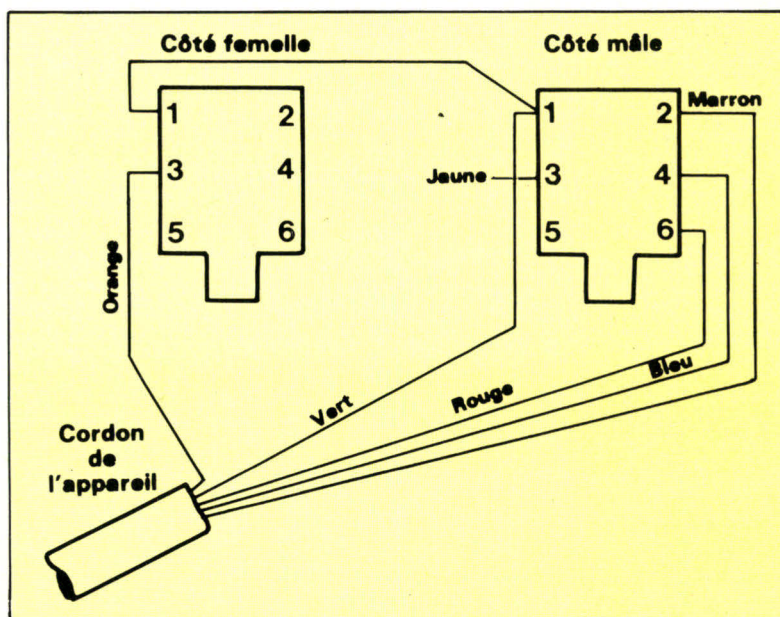 Côté femelle
Côté mâle
1 2
3 4
5 6
1 2
3 4
5 6
Marron
Jaune
Orange
Vert
Rouge
Bleu
Cordon
de
l'appareil